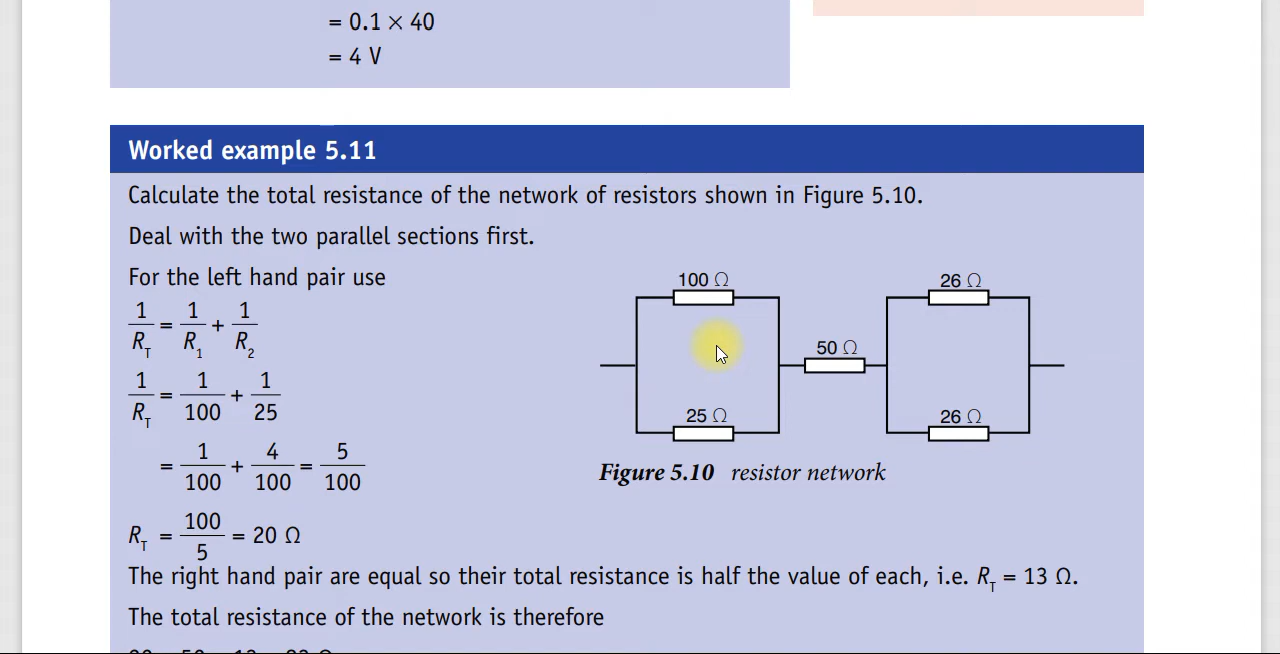 = 0.1 × 40
= 4 V
Worked example 5.11
Calculate the total resistance of the network of resistors shown in Figure 5.10.
Deal with the two parallel sections first.
For the left hand pair use
1/R_T = 1/R_1 + 1/R_2
1/R_T = 1/100 + 1/25
= 1/100 + 4/100 = 5/100
R_T = 100/5 = 20 Ω
100 Ω
25 Ω
50 Ω
26 Ω
26 Ω
Figure 5.10 resistor network
The right hand pair are equal so their total resistance is half the value of each, i.e. R_T = 13 Ω.
The total resistance of the network is therefore